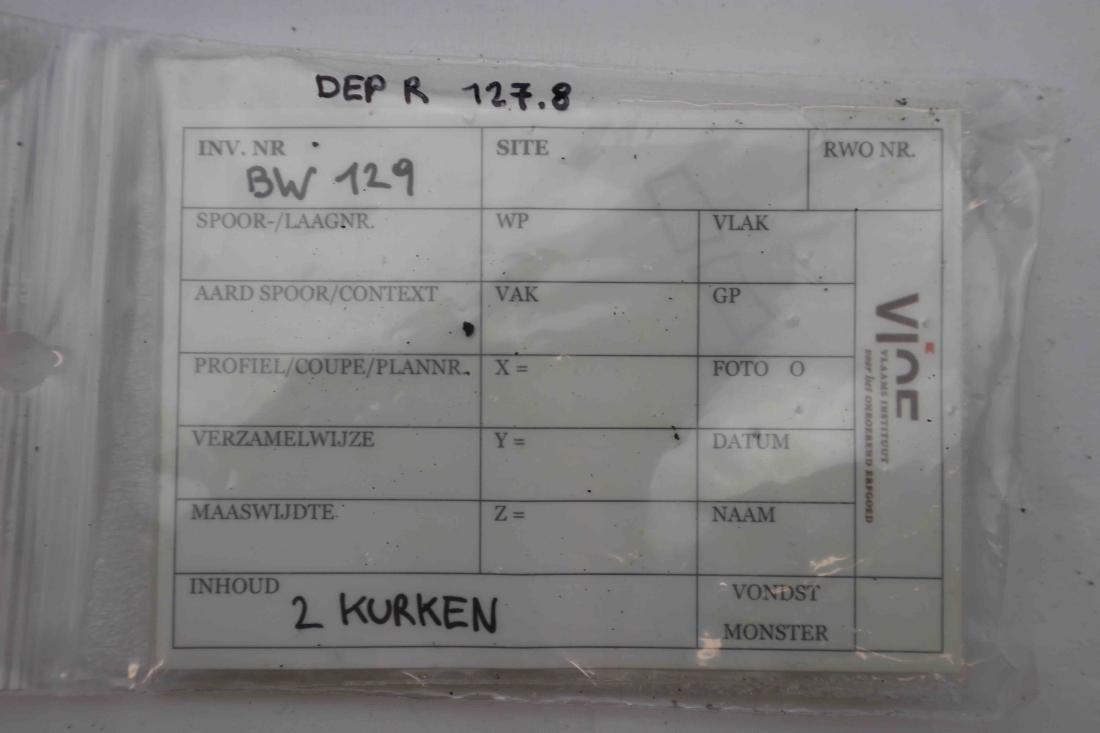 DEP R 127.8
INV. NR
BW 129
SITE
RWO NR.
SPOOR-/LAAGNR.
WP
VLAK
AARD SPOOR/CONTEXT
VAK
GP
PROFIEL/COUPE/PLANNR.
X =
FOTO O
VERZAMELWIJZE
Y =
DATUM
MAASWIJDTE
Z =
NAAM
INHOUD
2 KURKEN
VONDST
MONSTER
VIOE
VLAAMS INSTITUUT
voor het ONROEREND ERFGOED